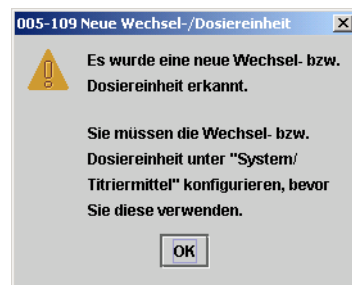 005-109 Neue Wechsel-/Dosiereinheit
Es wurde eine neue Wechsel- bzw.
Dosiereinheit erkannt.
Sie müssen die Wechsel- bzw.
Dosiereinheit unter "System/
Titriermittel" konfigurieren, bevor
Sie diese verwenden.
OK